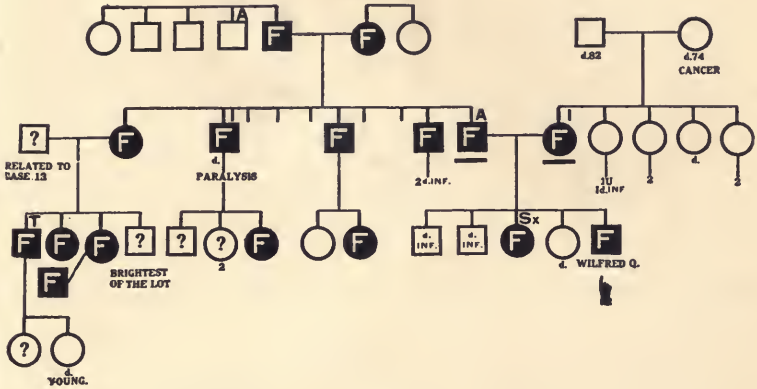 A
F F
d.82 d.74
CANCER
A I
? F F F F F F
RELATED TO
CASE 13
d.
PARALYSIS
2 d.INF.
1U
1d.INF
2
d.
2
T Sx
F F F ? ? ? F F d.
INF. d.
INF. F d. F
2
WILFRED Q.
F
BRIGHTEST
OF THE LOT
?
d.
YOUNG.